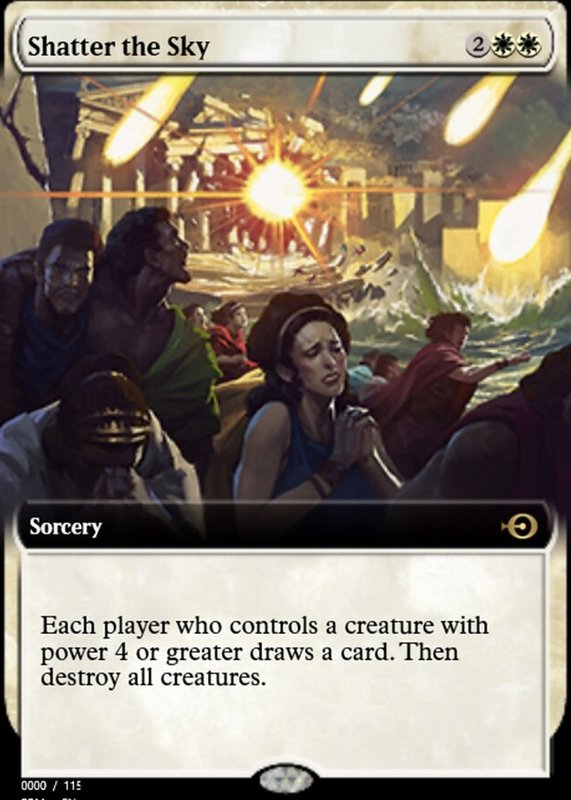 Shatter the Sky 2
Sorcery
Each player who controls a creature with
power 4 or greater draws a card. Then
destroy all creatures.
0000 / 115